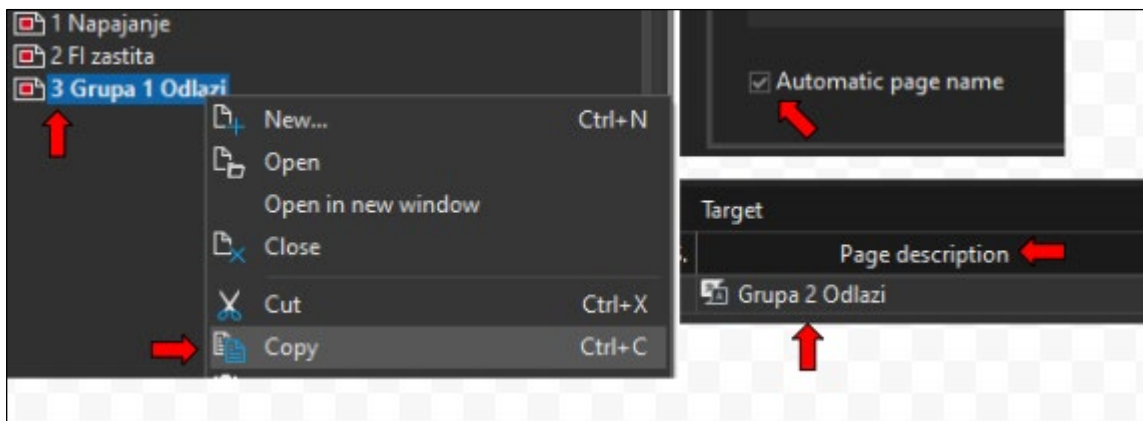 1 Napajanje
2 FI zastita
3 Grupa 1 Odlazi
New... Ctrl+N
Open
Open in new window
Close
Cut Ctrl+X
Copy Ctrl+C
Automatic page name
Target
Page description
Grupa 2 Odlazi